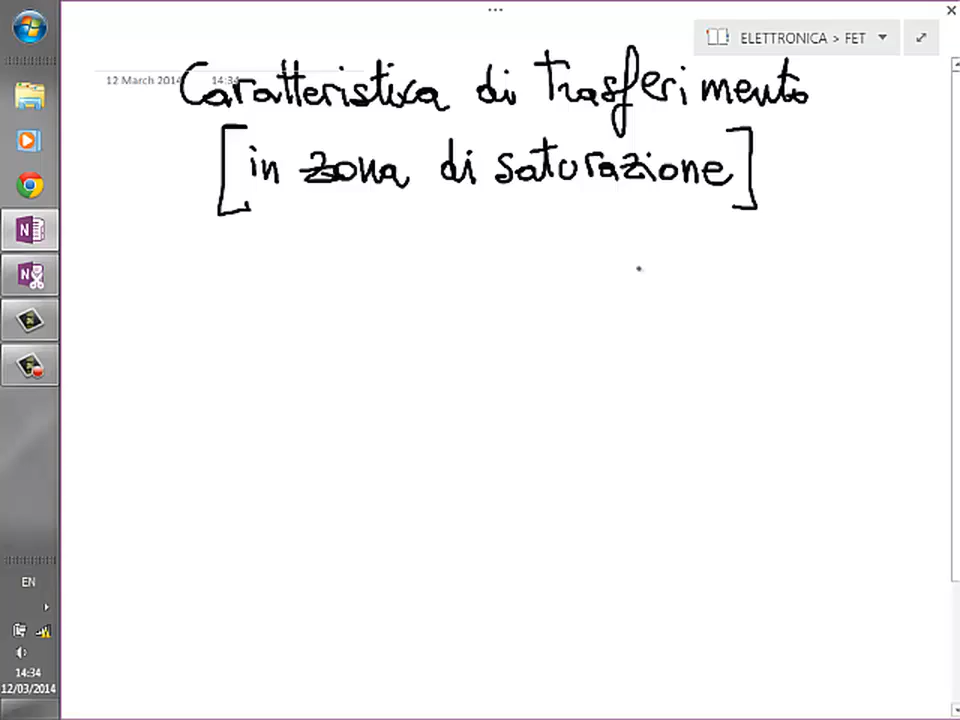 ELETTRONICA > FET
12 March 2014 14:34
Caratteristica di trasferimento
[in zona di saturazione]
EN
14:34
12/03/2014